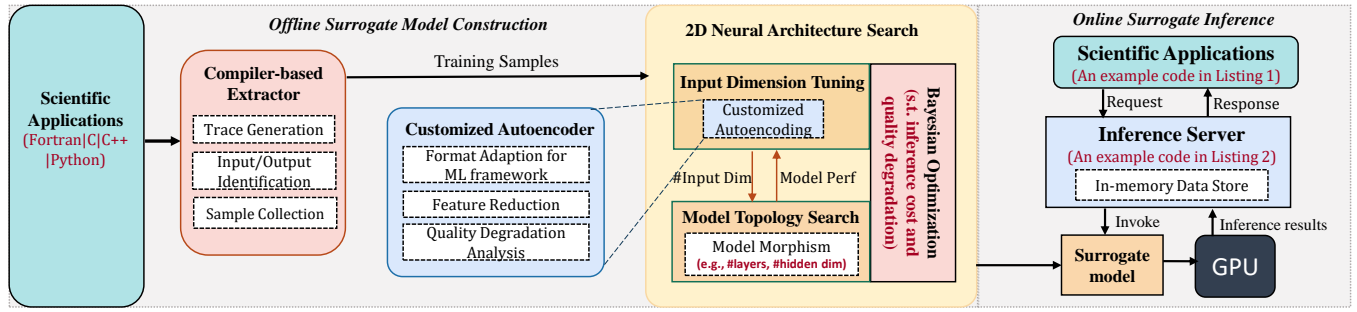 Offline Surrogate Model Construction
Scientific
Applications
(Fortran|C|C++
|Python)
Compiler-based
Extractor
Trace Generation
Input/Output
Identification
Sample Collection
Training Samples
Customized Autoencoder
Format Adaption for
ML framework
Feature Reduction
Quality Degradation
Analysis
2D Neural Architecture Search
Input Dimension Tuning
Customized
Autoencoding
#Input Dim
Model Perf
Model Topology Search
Model Morphism
(e.g., #layers, #hidden dim)
Bayesian Optimization
(s.t. inference cost and
quality degradation)
Online Surrogate Inference
Scientific Applications
(An example code in Listing 1)
Request
Response
Inference Server
(An example code in Listing 2)
In-memory Data Store
Invoke
Inference results
Surrogate
model
GPU